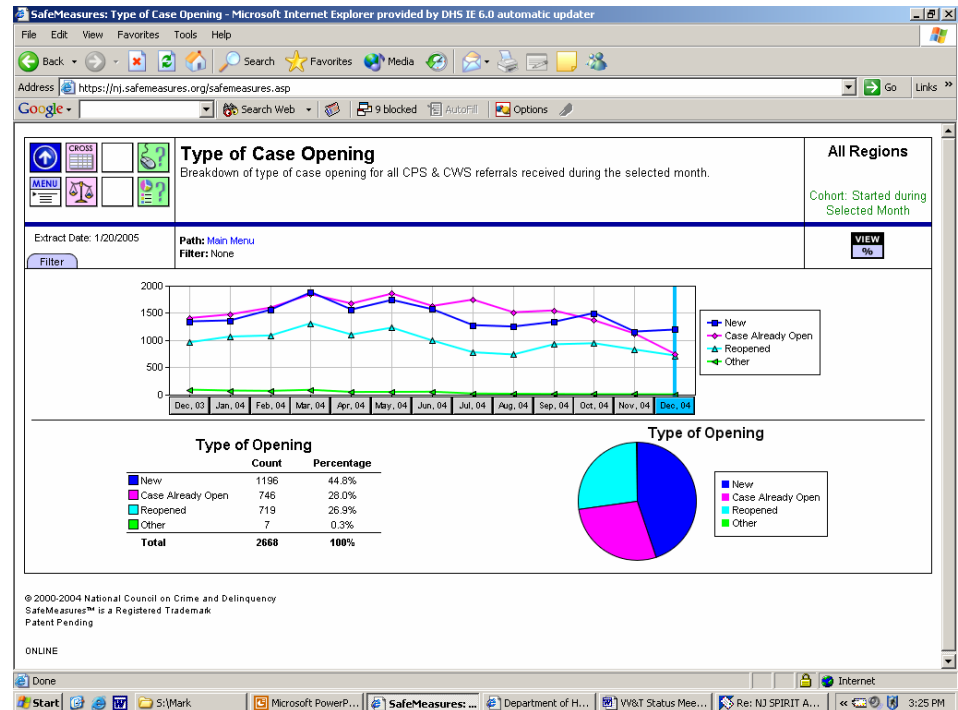 SafeMeasures: Type of Case Opening - Microsoft Internet Explorer provided by DHS IE 6.0 automatic updater
File Edit View Favorites Tools Help
Back Search Favorites Media
Address https://nj.safemeasures.org/safemeasures.asp Go Links »
Google Search Web 9 blocked AutoFill Options
CROSS
MENU
Type of Case Opening
Breakdown of type of case opening for all CPS & CWS referrals received during the selected month.
All Regions
Cohort: Started during
Selected Month
Extract Date: 1/20/2005
Filter
Path: Main Menu
Filter: None
VIEW
%
2000
1500
1000
500
0
Dec, 03 Jan, 04 Feb, 04 Mar, 04 Apr, 04 May, 04 Jun, 04 Jul, 04 Aug, 04 Sep, 04 Oct, 04 Nov, 04 Dec, 04
New
Case Already Open
Reopened
Other
Type of Opening
Count Percentage
New 1196 44.8%
Case Already Open 746 28.0%
Reopened 719 26.9%
Other 7 0.3%
Total 2668 100%
Type of Opening
New
Case Already Open
Reopened
Other
© 2000-2004 National Council on Crime and Delinquency
SafeMeasures™ is a Registered Trademark
Patent Pending
ONLINE
Done Internet
Start S:\Mark Microsoft PowerP... SafeMeasures: ... Department of H... W&T Status Mee... Re: NJ SPIRIT A... « 3:25 PM